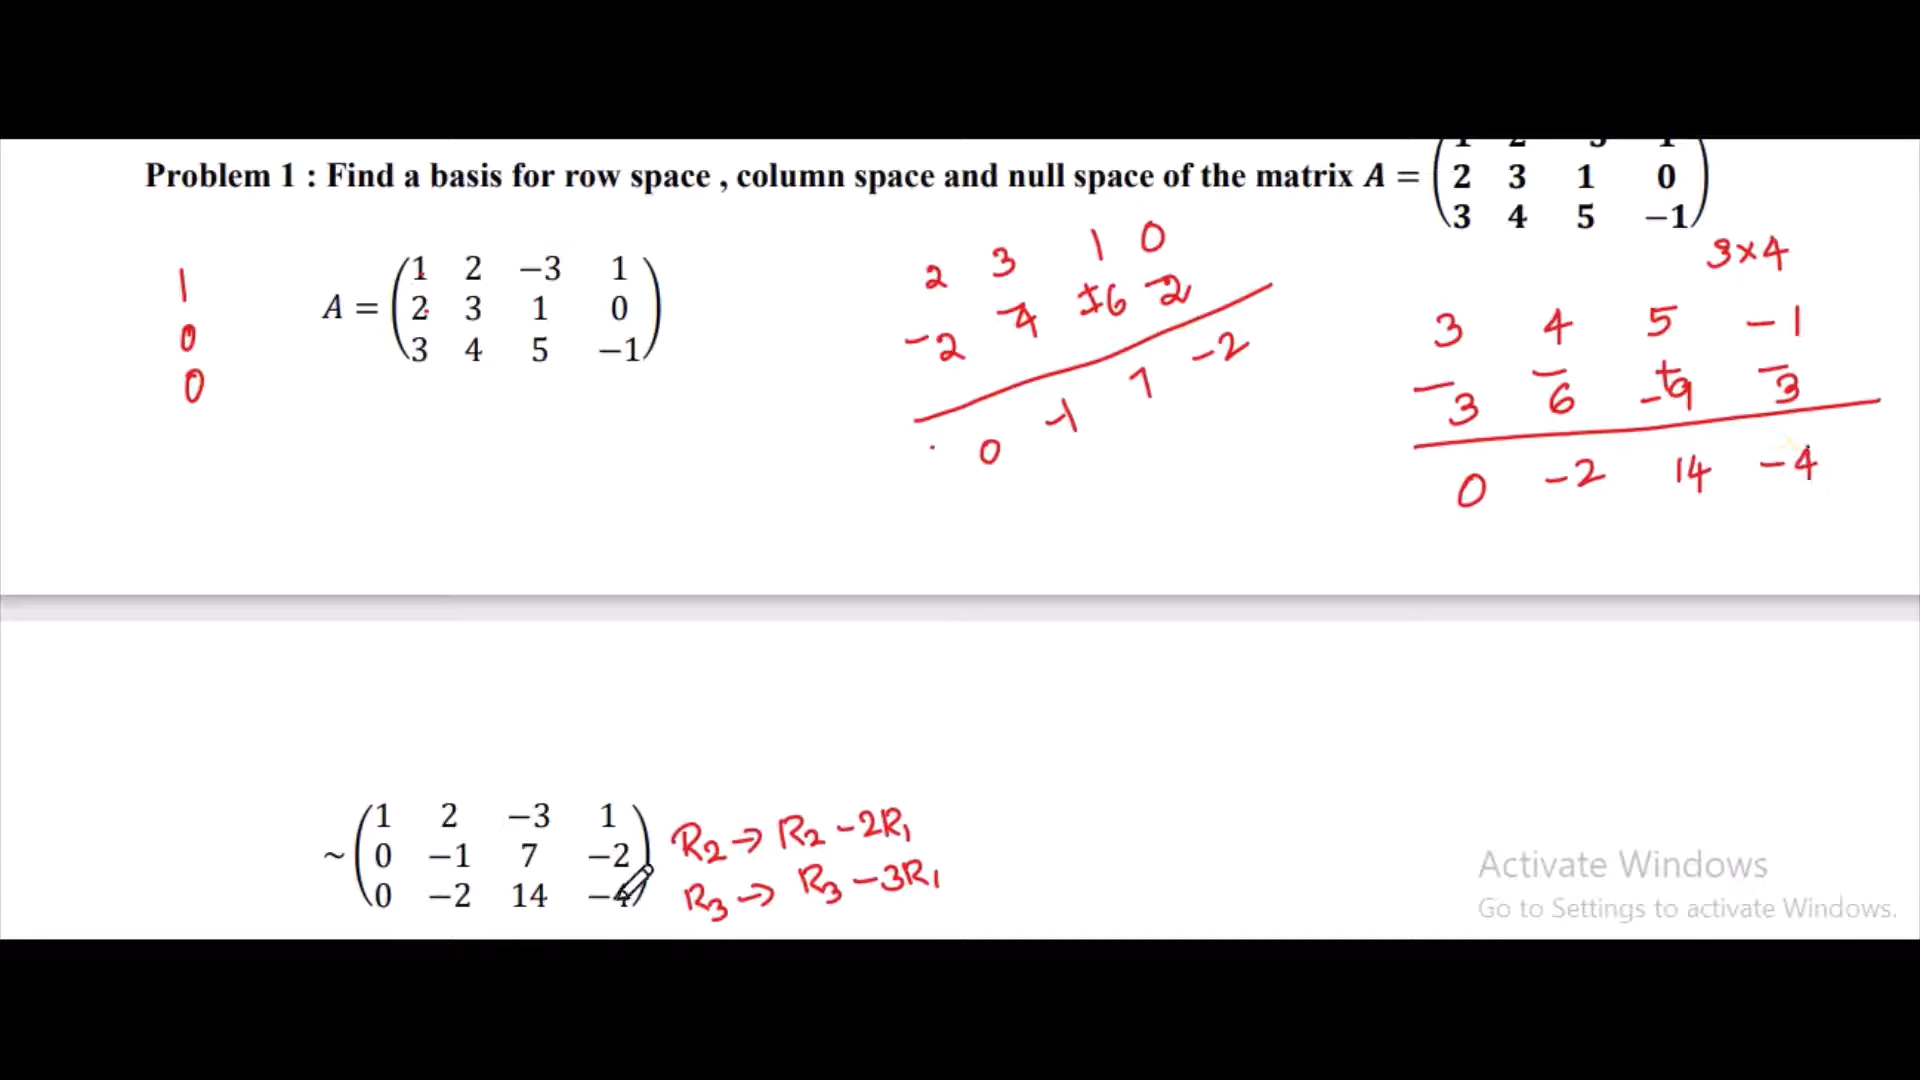 Problem 1 : Find a basis for row space , column space and null space of the matrix A = (1 2 −3 1
2 3 1 0
3 4 5 −1)
3×4
A = (1 2 −3 1
2 3 1 0
3 4 5 −1)
1
0
0
2 3 1 0
−2 −4 +6 −2
0 −1 7 −2
3 4 5 −1
−3 −6 +−9 −3
0 −2 14 −4
~ (1 2 −3 1
0 −1 7 −2
0 −2 14 −4)
R2 → R2 − 2R1
R3 → R3 − 3R1
Activate Windows
Go to Settings to activate Windows.